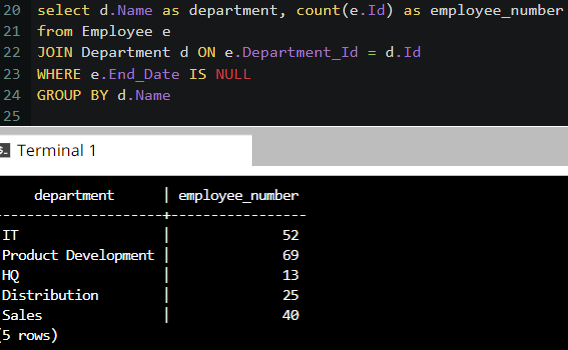 20 select d.Name as department, count(e.Id) as employee_number
21 from Employee e
22 JOIN Department d ON e.Department_Id = d.Id
23 WHERE e.End_Date IS NULL
24 GROUP BY d.Name
25
Terminal 1
department | employee_number
--------------------+-----------------
IT | 52
Product Development | 69
HQ | 13
Distribution | 25
Sales | 40
(5 rows)